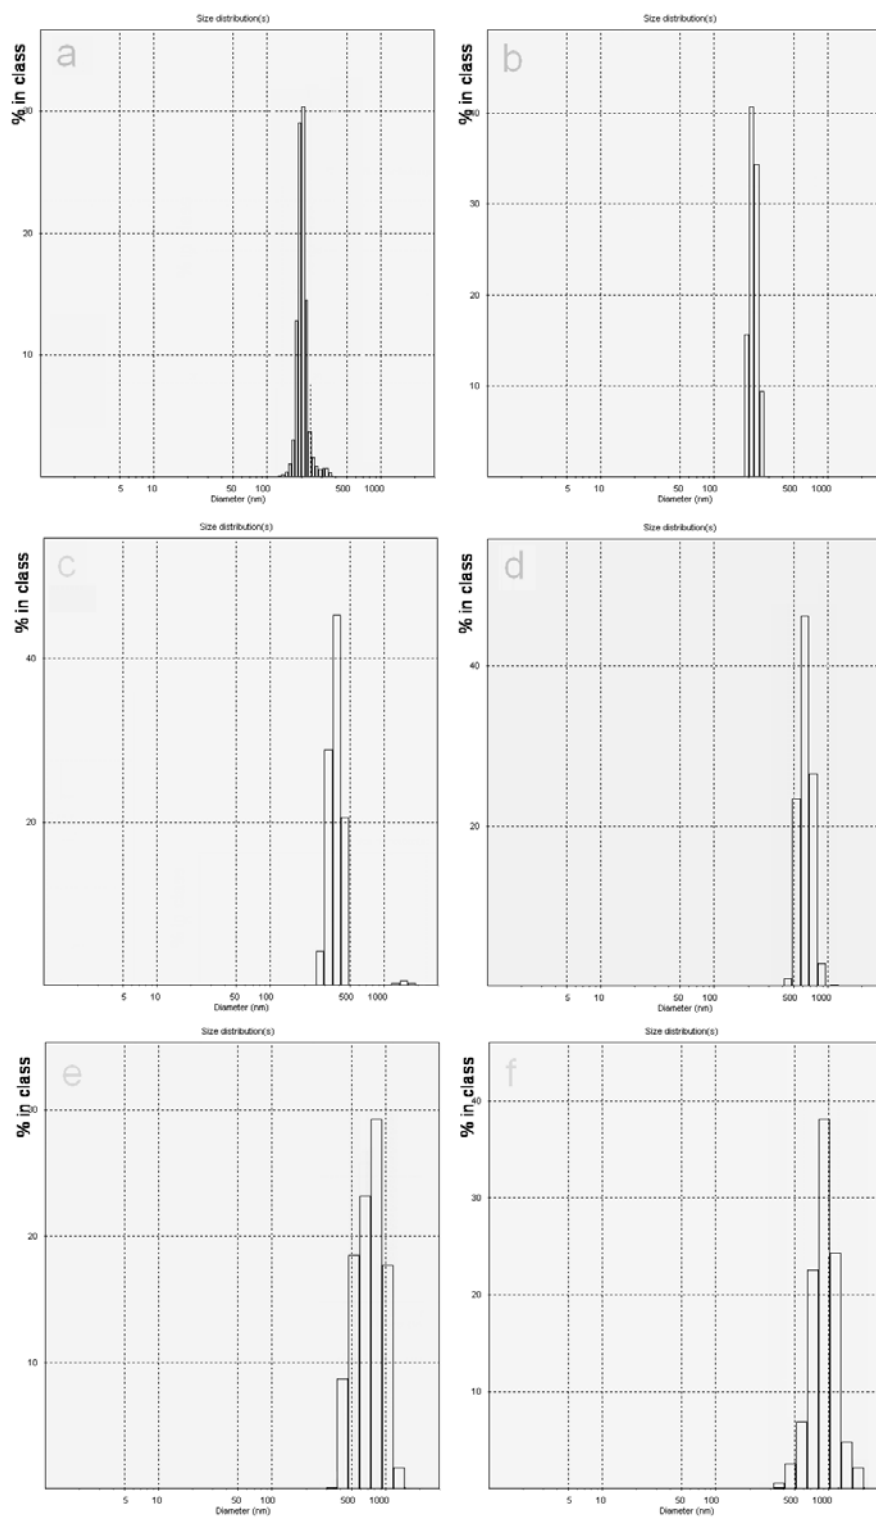 Size distribution(s)
a
% in class
30
20
10
5 10 50 100 500 1000
Diameter (nm)
Size distribution(s)
b
% in class
40
30
20
10
5 10 50 100 500 1000
Diameter (nm)
Size distribution(s)
c
% in class
40
20
5 10 50 100 500 1000
Diameter (nm)
Size distribution(s)
d
% in class
40
20
5 10 50 100 500 1000
Diameter (nm)
Size distribution(s)
e
% in class
30
20
10
5 10 50 100 500 1000
Diameter (nm)
Size distribution(s)
f
% in class
40
30
20
10
5 10 50 100 500 1000
Diameter (nm)